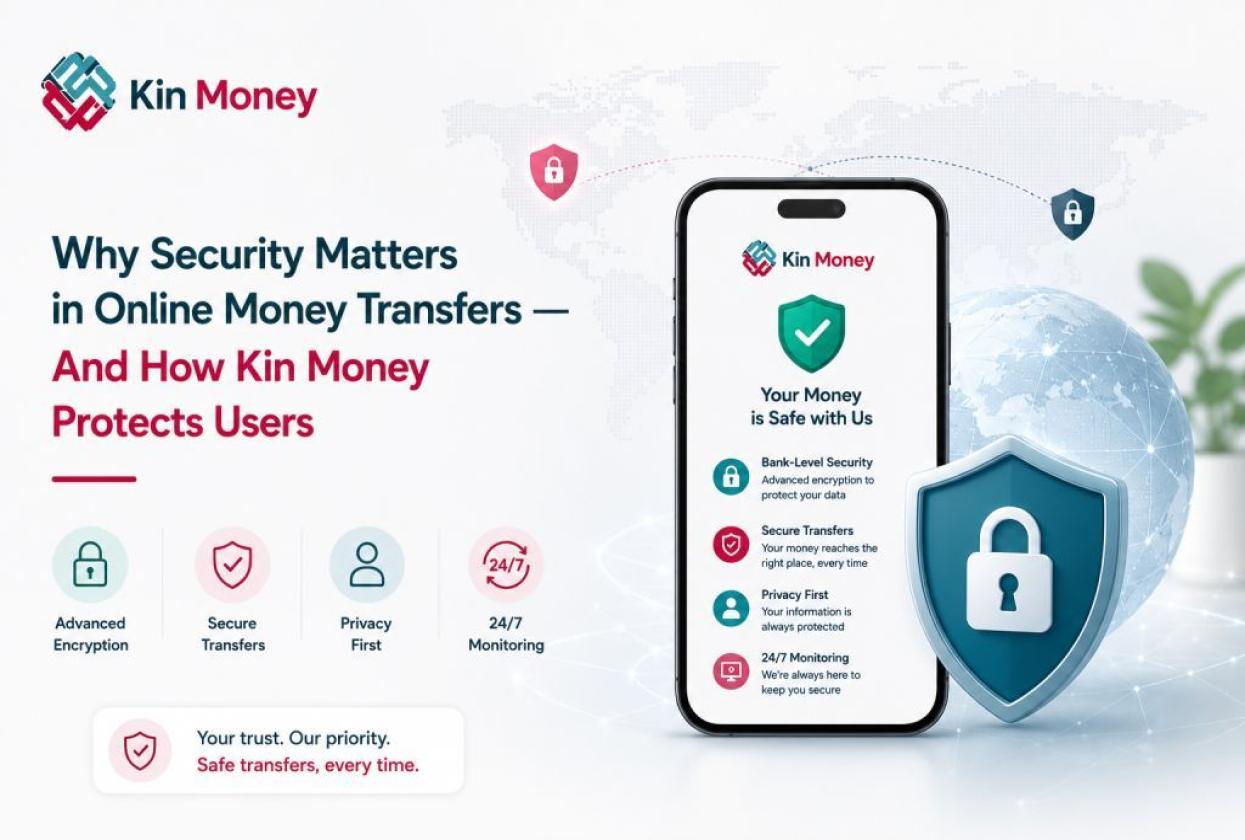 Kin Money
Why Security Matters
in Online Money Transfers —
And How Kin Money
Protects Users
Advanced
Encryption
Secure
Transfers
Privacy
First
24/7
24/7
Monitoring
Your trust. Our priority.
Safe transfers, every time.
Kin Money
Your Money
is Safe with Us
Bank-Level Security
Advanced encryption to
protect your data
Secure Transfers
Your money reaches the
right place, every time
Privacy First
Your information is
always protected
24/7 Monitoring
We're always here to
keep you secure